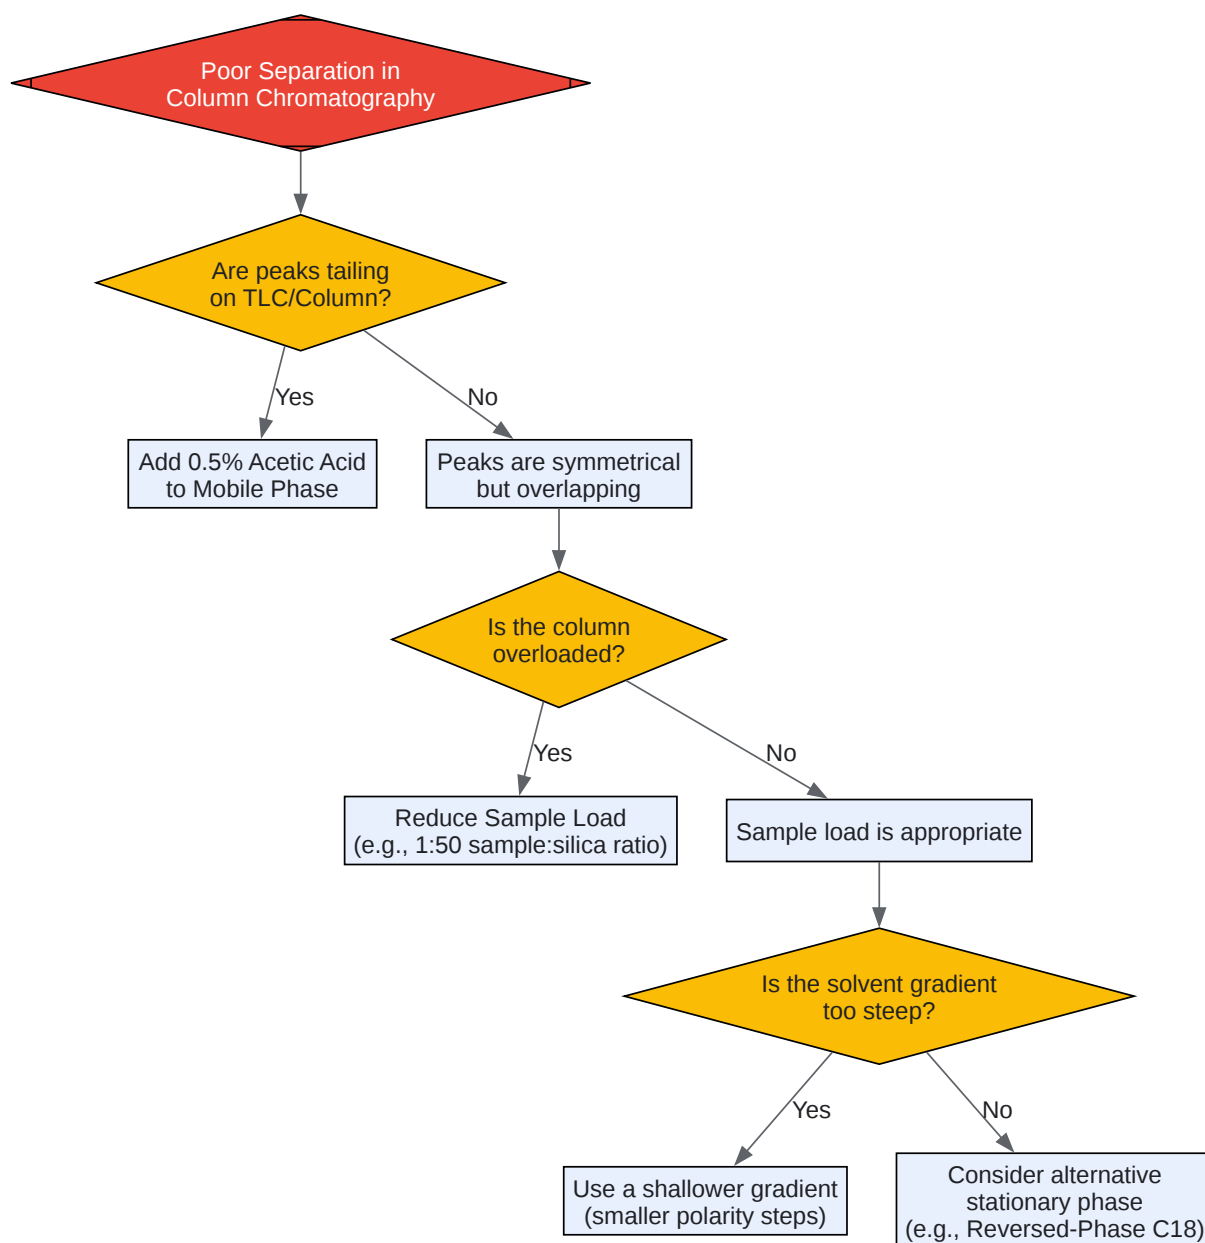 Poor Separation in
Column Chromatography
Are peaks tailing
on TLC/Column?
Yes
No
Add 0.5% Acetic Acid
to Mobile Phase
Peaks are symmetrical
but overlapping
Is the column
overloaded?
Yes
No
Reduce Sample Load
(e.g., 1:50 sample:silica ratio)
Sample load is appropriate
Is the solvent gradient
too steep?
Yes
No
Use a shallower gradient
(smaller polarity steps)
Consider alternative
stationary phase
(e.g., Reversed-Phase C18)